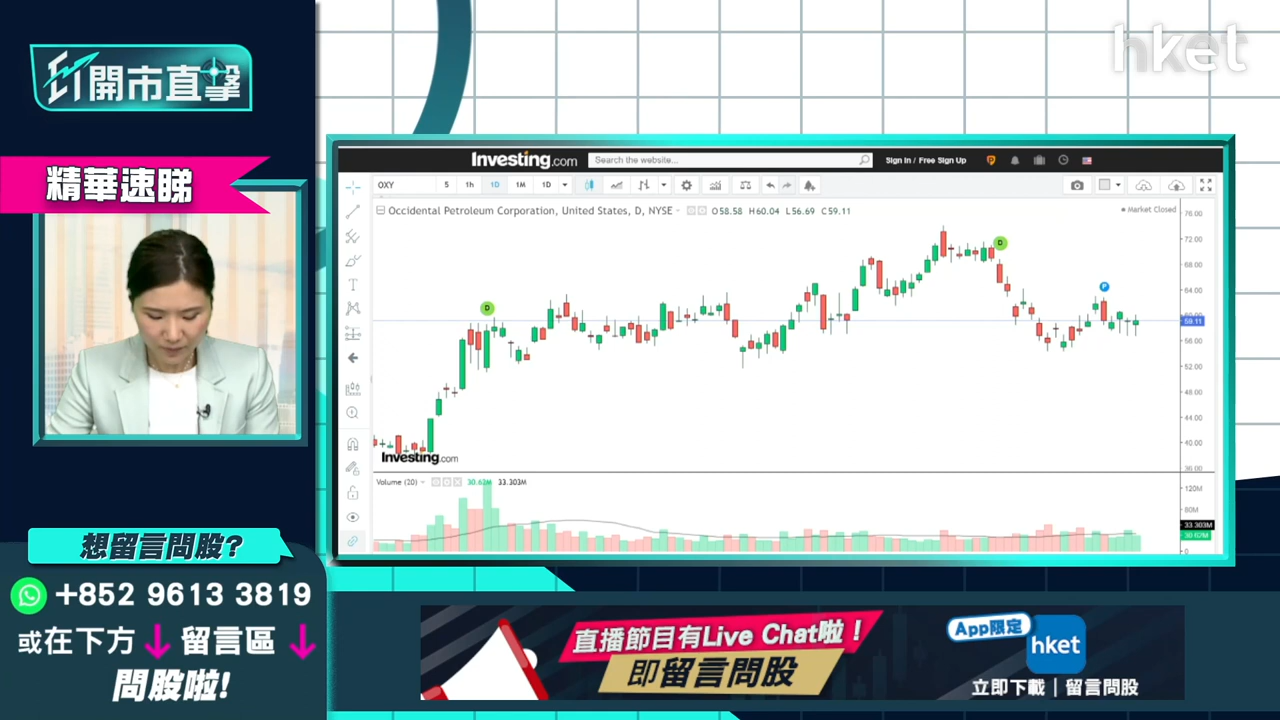 hket
ET開市直擊
精華速睇
Investing.com
Search the website...
Sign In / Free Sign Up
OXY
5
1h
1D
1M
1D
Occidental Petroleum Corporation, United States, D, NYSE
O58.58 H60.04 L56.69 C59.11
Market Closed
76.00
72.00
68.00
64.00
60.00
59.11
56.00
52.00
48.00
44.00
40.00
36.00
D
D
P
Investing.com
Volume (20)
30.62M
33.303M
120M
80M
33.303M
30.62M
0
想留言問股?
+852 9613 3819
或在下方
留言區
問股啦!
直播節目有Live Chat啦！
即留言問股
App限定
hket
立即下載｜留言問股